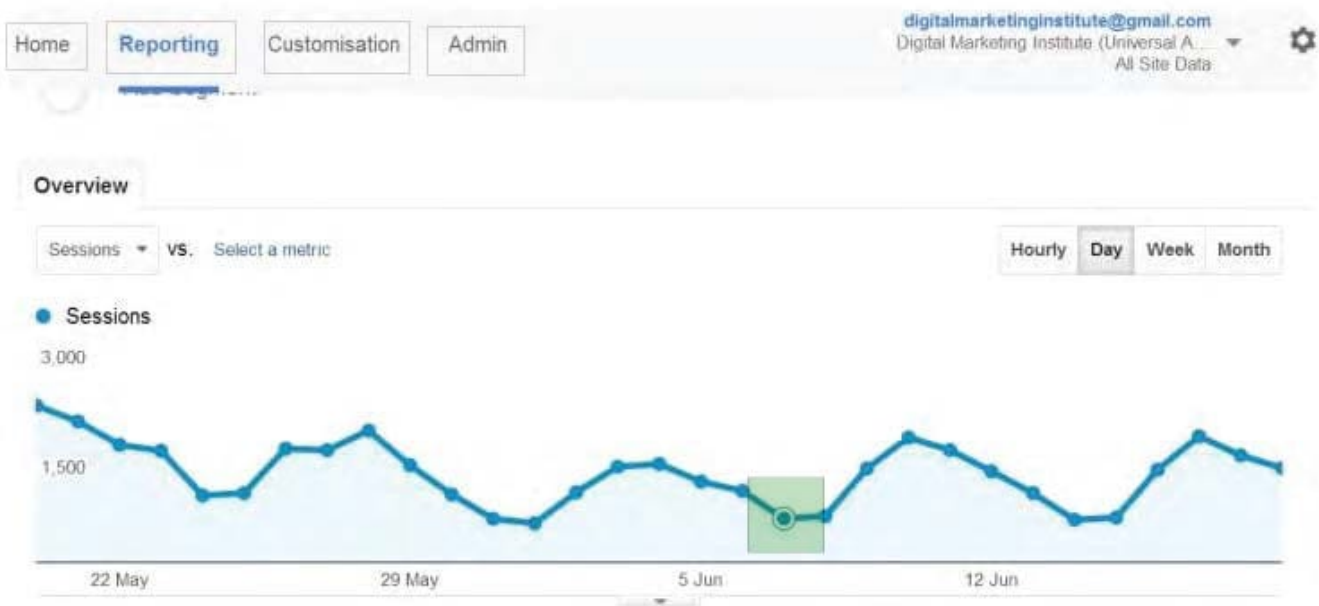 Home Reporting Customisation Admin
digitalmarketinginstitute@gmail.com
Digital Marketing Institute (Universal A...
All Site Data
Overview
Sessions vs. Select a metric
Hourly Day Week Month
Sessions
3,000
1,500
22 May 29 May 5 Jun 12 Jun